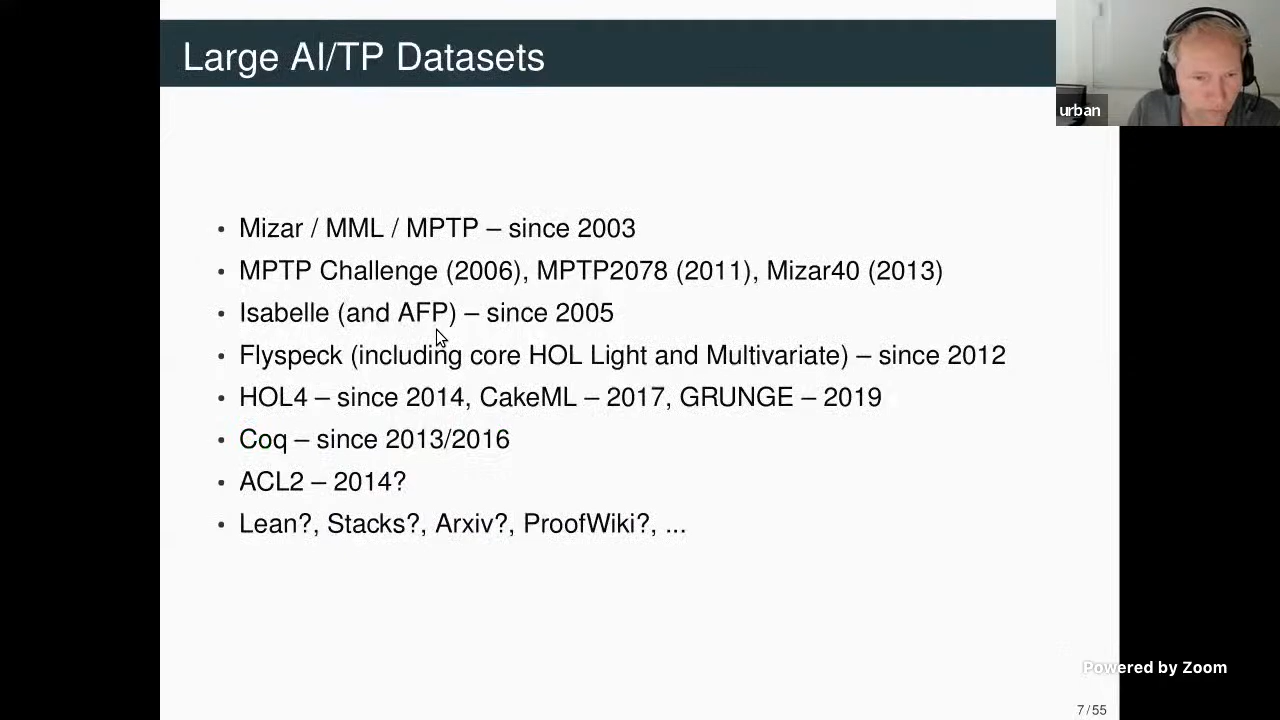 Large AI/TP Datasets
urban
• Mizar / MML / MPTP – since 2003
• MPTP Challenge (2006), MPTP2078 (2011), Mizar40 (2013)
• Isabelle (and AFP) – since 2005
• Flyspeck (including core HOL Light and Multivariate) – since 2012
• HOL4 – since 2014, CakeML – 2017, GRUNGE – 2019
• Coq – since 2013/2016
• ACL2 – 2014?
• Lean?, Stacks?, Arxiv?, ProofWiki?, ...
Powered by Zoom
7 / 55